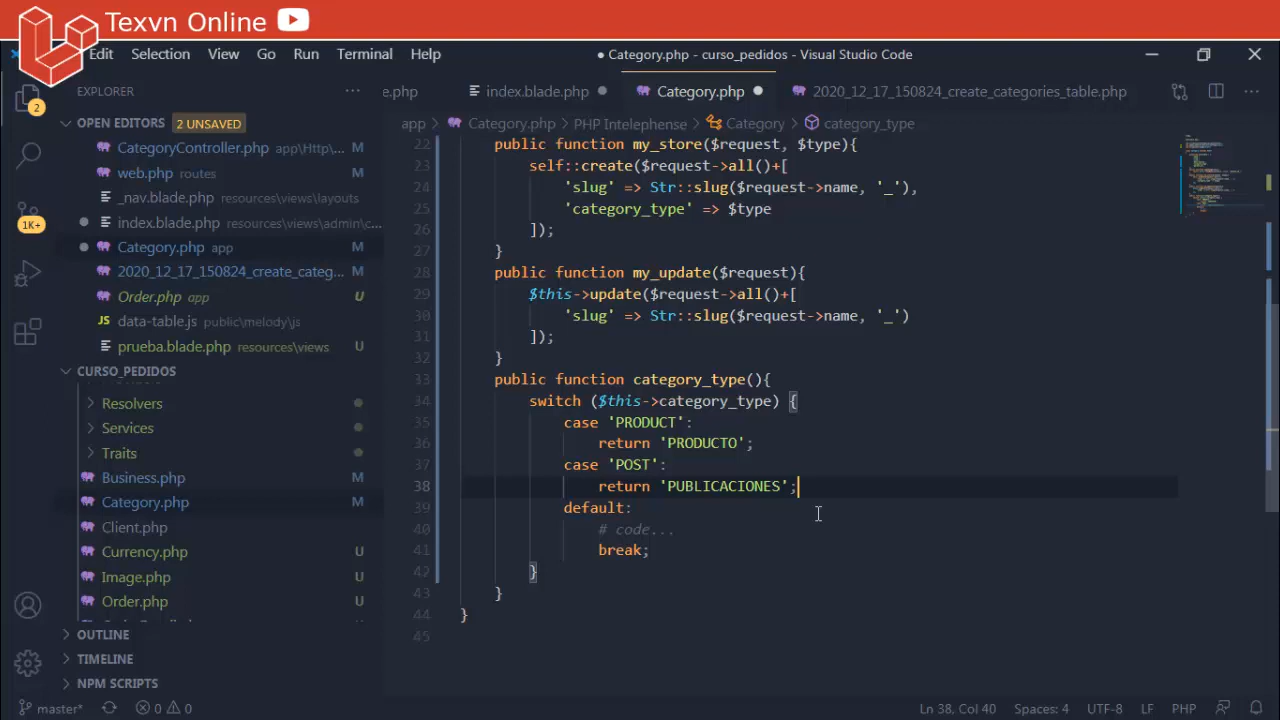 Texvn Online
Edit Selection View Go Run Terminal Help
● Category.php - curso_pedidos - Visual Studio Code
EXPLORER
e.php index.blade.php Category.php 2020_12_17_150824_create_categories_table.php
OPEN EDITORS 2 UNSAVED
app > Category.php > PHP Intelephense > Category > category_type
CategoryController.php app\Http\... M
web.php routes M
_nav.blade.php resources\views\layouts
index.blade.php resources\views\admin\c...
Category.php app M
2020_12_17_150824_create_categ... M
Order.php app U
data-table.js public\melody\js
prueba.blade.php resources\views U
CURSO_PEDIDOS
Resolvers
Services
Traits
Business.php M
Category.php M
Client.php
Currency.php U
Image.php U
Order.php U
OUTLINE
TIMELINE
NPM SCRIPTS
2
1K+
22 public function my_store($request, $type){
23 self::create($request->all()+[
24 'slug' => Str::slug($request->name, '_'),
25 'category_type' => $type
26 ]);
27 }
28 public function my_update($request){
29 $this->update($request->all()+[
30 'slug' => Str::slug($request->name, '_')
31 ]);
32 }
33 public function category_type(){
34 switch ($this->category_type) {
35 case 'PRODUCT':
36 return 'PRODUCTO';
37 case 'POST':
38 return 'PUBLICACIONES';
39 default:
40 # code...
41 break;
42 }
43 }
44 }
45
master* 0 0 Ln 38, Col 40 Spaces: 4 UTF-8 LF PHP